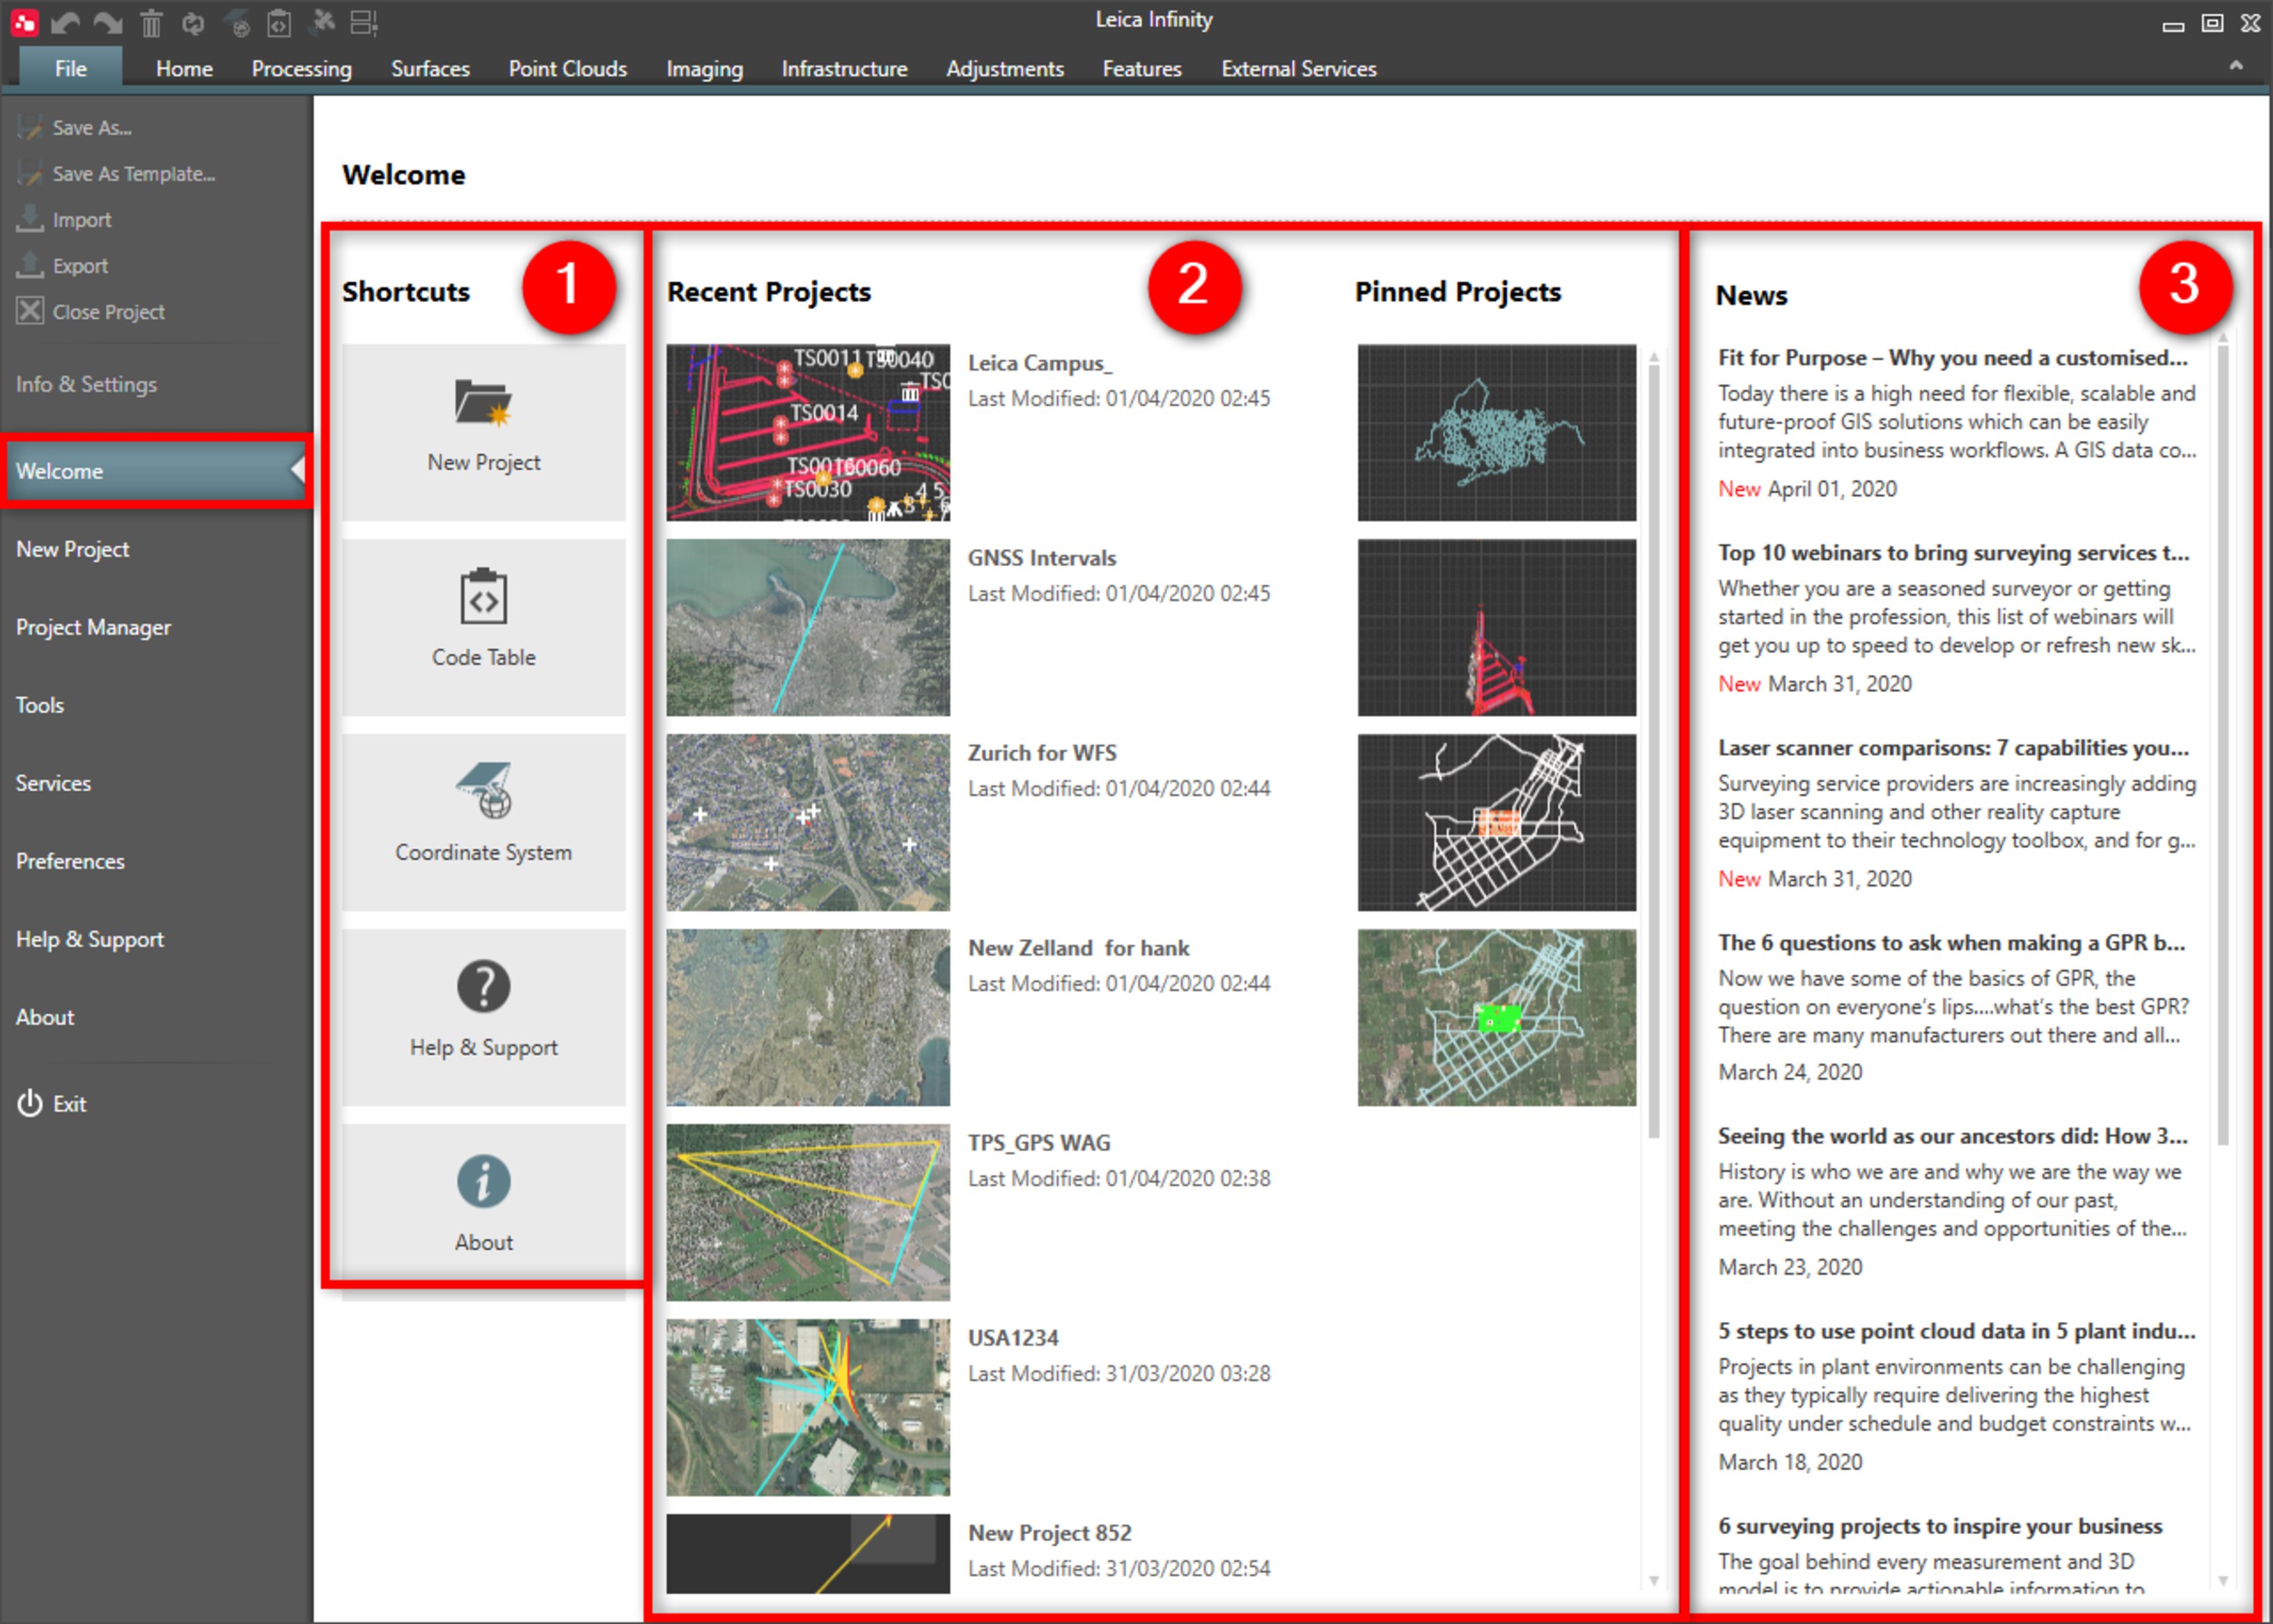 Leica Infinity
File Home Processing Surfaces Point Clouds Imaging Infrastructure Adjustments Features External Services
Save As...
Save As Template...
Import
Export
Close Project
Info & Settings
Welcome
New Project
Project Manager
Tools
Services
Preferences
Help & Support
About
Exit
Welcome
Shortcuts
1
New Project
Code Table
Coordinate System
Help & Support
About
Recent Projects
2
Pinned Projects
TS0011
TS0014
TS0030
Leica Campus_
Last Modified: 01/04/2020 02:45
GNSS Intervals
Last Modified: 01/04/2020 02:45
Zurich for WFS
Last Modified: 01/04/2020 02:44
New Zelland  for hank
Last Modified: 01/04/2020 02:44
TPS_GPS WAG
Last Modified: 01/04/2020 02:38
USA1234
Last Modified: 31/03/2020 03:28
New Project 852
Last Modified: 31/03/2020 02:54
News
3
Fit for Purpose – Why you need a customised...
Today there is a high need for flexible, scalable and
future-proof GIS solutions which can be easily
integrated into business workflows. A GIS data co...
New April 01, 2020
Top 10 webinars to bring surveying services t...
Whether you are a seasoned surveyor or getting
started in the profession, this list of webinars will
get you up to speed to develop or refresh new sk...
New March 31, 2020
Laser scanner comparisons: 7 capabilities you...
Surveying service providers are increasingly adding
3D laser scanning and other reality capture
equipment to their technology toolbox, and for g...
New March 31, 2020
The 6 questions to ask when making a GPR b...
Now we have some of the basics of GPR, the
question on everyone's lips....what's the best GPR?
There are many manufacturers out there and all...
March 24, 2020
Seeing the world as our ancestors did: How 3...
History is who we are and why we are the way we
are. Without an understanding of our past,
meeting the challenges and opportunities of the...
March 23, 2020
5 steps to use point cloud data in 5 plant indu...
Projects in plant environments can be challenging
as they typically require delivering the highest
quality under schedule and budget constraints w...
March 18, 2020
6 surveying projects to inspire your business
The goal behind every measurement and 3D
model is to provide actionable information to